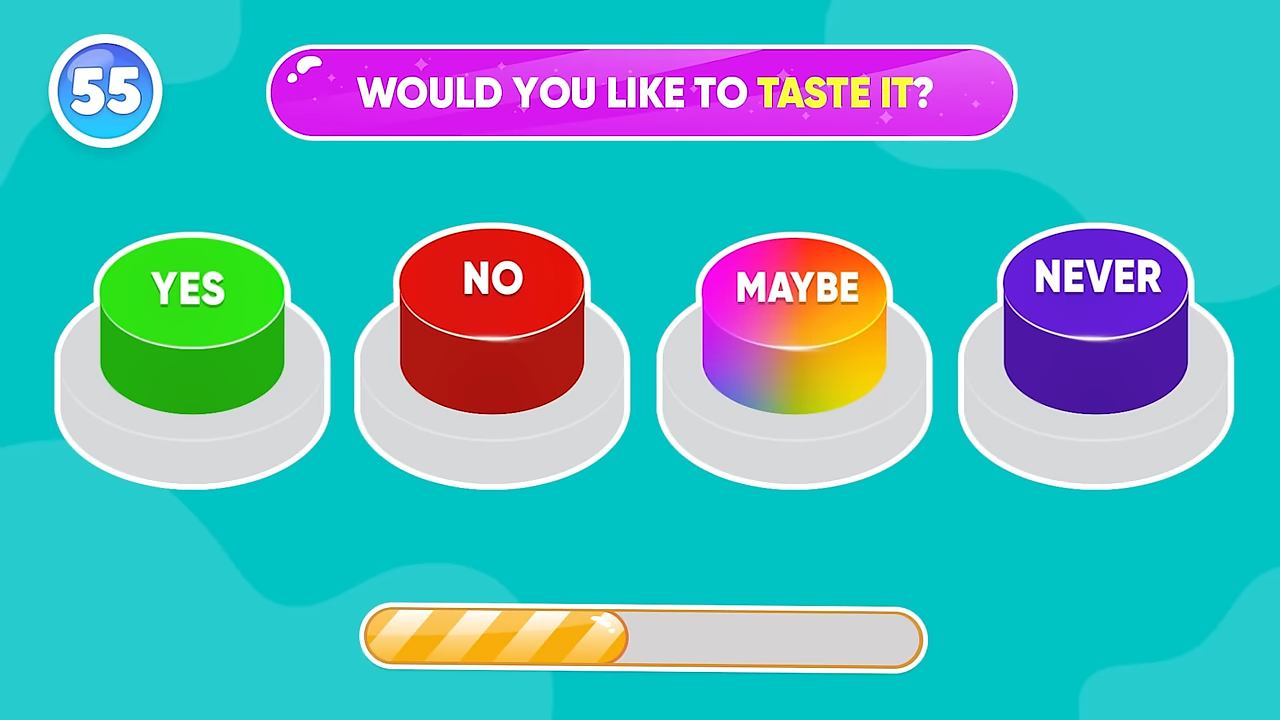 55
WOULD YOU LIKE TO TASTE IT?
YES
NO
MAYBE
NEVER